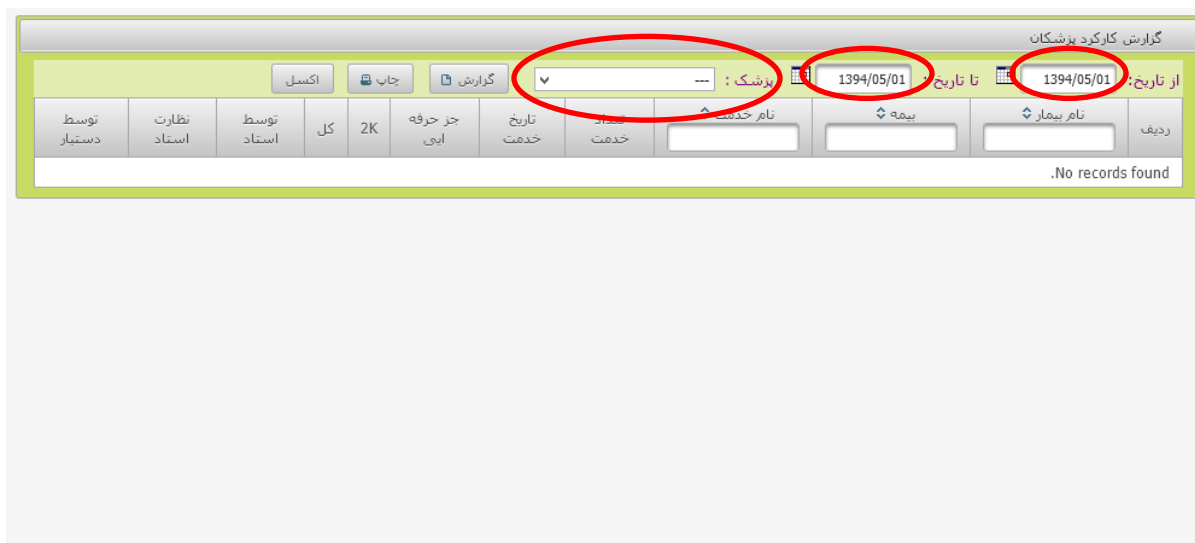 گزارش کارکرد پزشکان
از تاریخ: 1394/05/01 تا تاریخ: 1394/05/01 پزشک : --- گزارش چاپ اکسل
ردیف نام بیمار بیمه نام خدمت تعداد خدمت تاریخ خدمت جز حرفه ایی 2K کل توسط استاد نظارت استاد توسط دستیار
No records found.